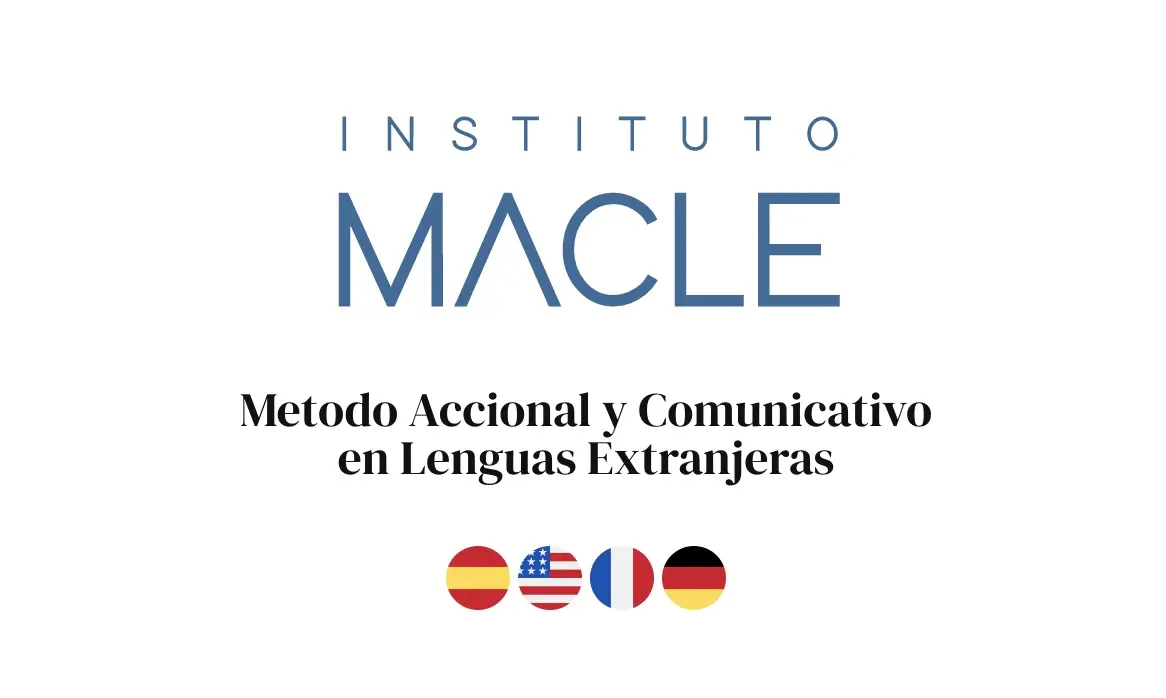 INSTITUTO
MACLE
Metodo Accional y Comunicativo
en Lenguas Extranjeras